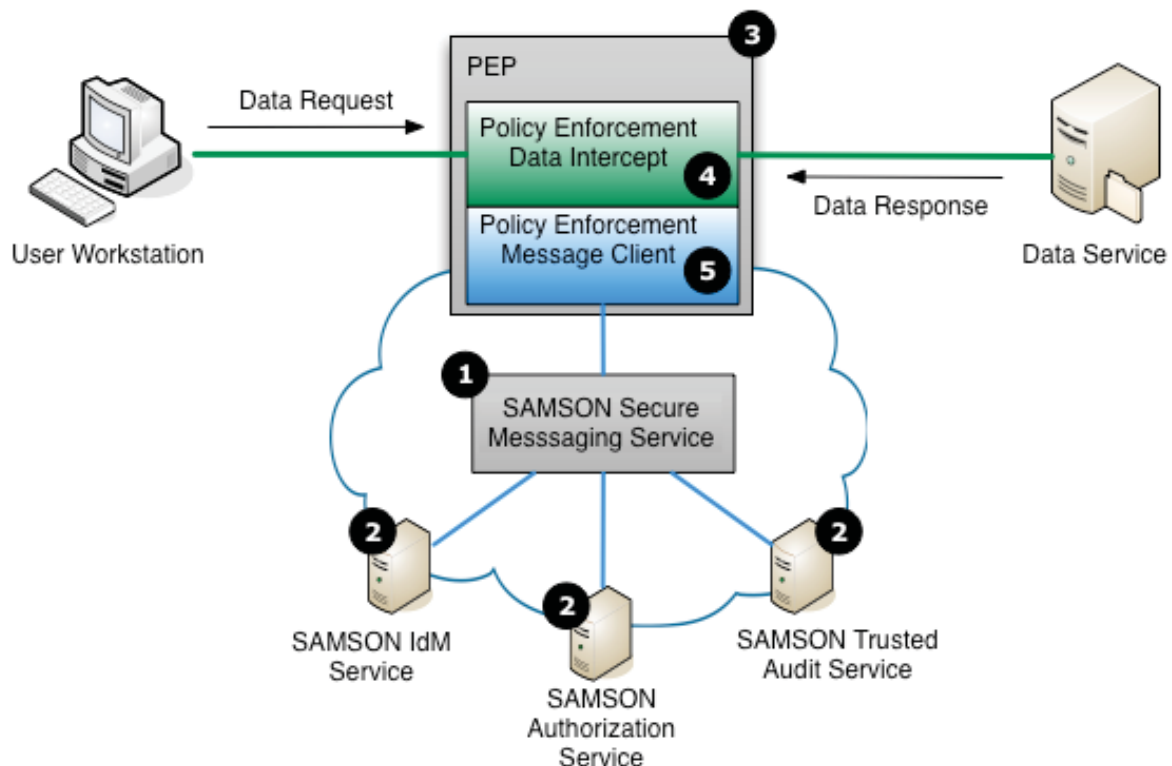 3
PEP
Data Request
Policy Enforcement
Data Intercept
4
Data Response
User Workstation
Policy Enforcement
Message Client
5
Data Service
1
SAMSON Secure
Messsaging Service
2
2
2
SAMSON IdM
Service
SAMSON Trusted
Audit Service
SAMSON
Authorization
Service